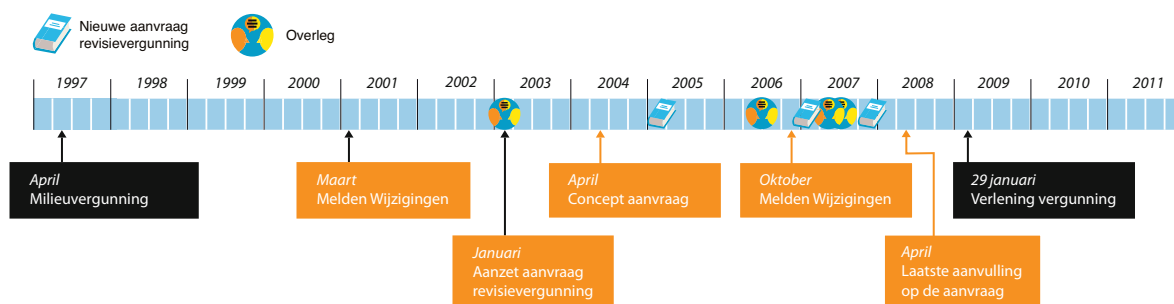 Nieuwe aanvraag
revisievergunning
Overleg
1997 1998 1999 2000 2001 2002 2003 2004 2005 2006 2007 2008 2009 2010 2011
April
Milieuvergunning
Maart
Melden Wijzigingen
April
Concept aanvraag
Oktober
Melden Wijzigingen
29 januari
Verlening vergunning
Januari
Aanzet aanvraag
revisievergunning
April
Laatste aanvulling
op de aanvraag